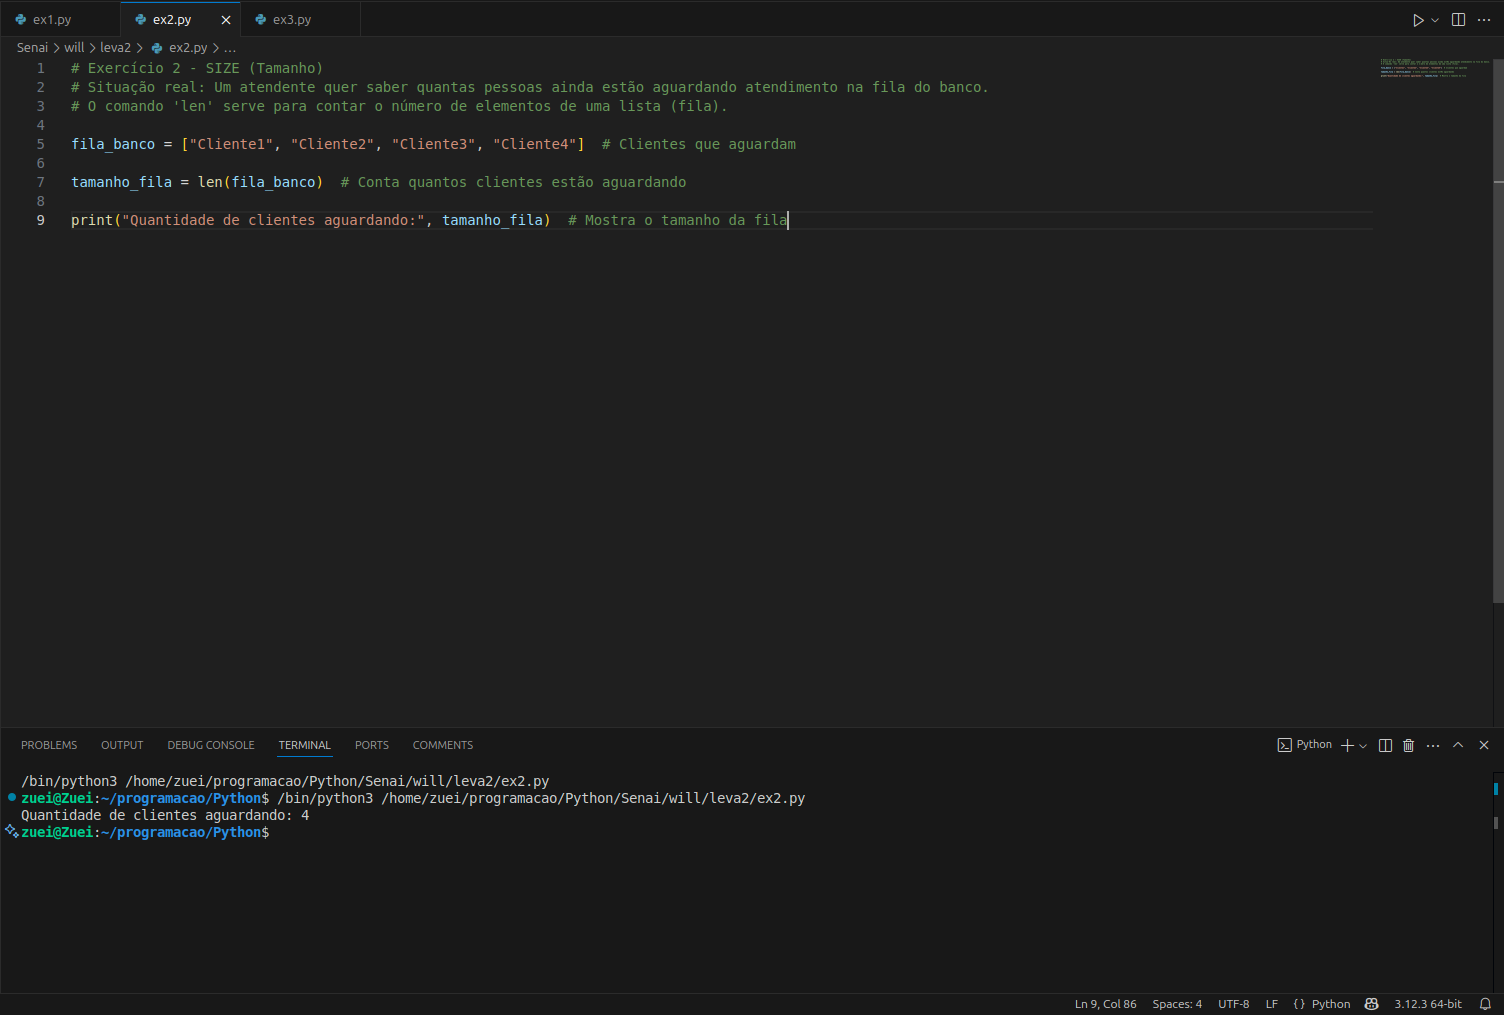 ex1.py
ex2.py
ex3.py
Senai > will > leva2 > ex2.py > ...
1 # Exercício 2 - SIZE (Tamanho)
2 # Situação real: Um atendente quer saber quantas pessoas ainda estão aguardando atendimento na fila do banco.
3 # O comando 'len' serve para contar o número de elementos de uma lista (fila).
4
5 fila_banco = ["Cliente1", "Cliente2", "Cliente3", "Cliente4"]  # Clientes que aguardam
6
7 tamanho_fila = len(fila_banco)  # Conta quantos clientes estão aguardando
8
9 print("Quantidade de clientes aguardando:", tamanho_fila)  # Mostra o tamanho da fila
PROBLEMS OUTPUT DEBUG CONSOLE TERMINAL PORTS COMMENTS
Python
/bin/python3 /home/zuei/programacao/Python/Senai/will/leva2/ex2.py
zuei@Zuei:~/programacao/Python$ /bin/python3 /home/zuei/programacao/Python/Senai/will/leva2/ex2.py
Quantidade de clientes aguardando: 4
zuei@Zuei:~/programacao/Python$
Ln 9, Col 86 Spaces: 4 UTF-8 LF {} Python 3.12.3 64-bit